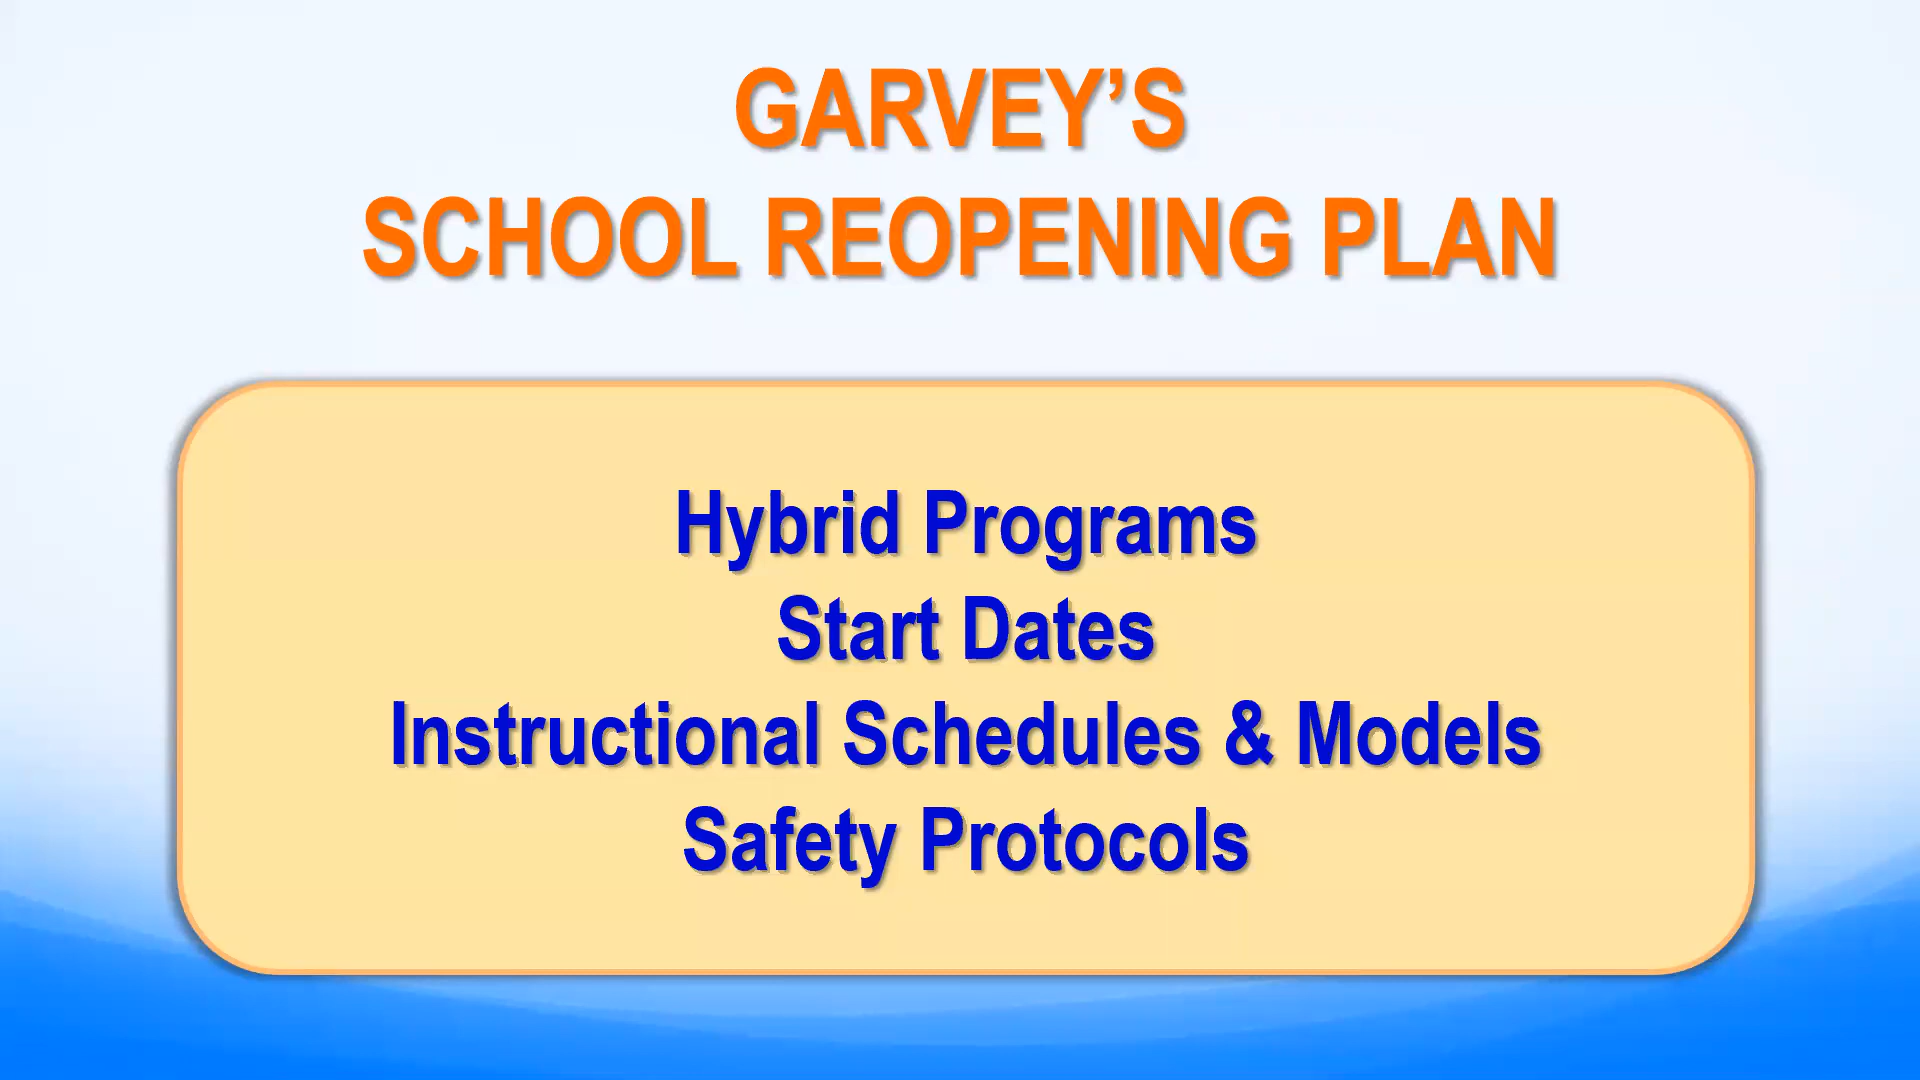 GARVEY’S
SCHOOL REOPENING PLAN
Hybrid Programs
Start Dates
Instructional Schedules & Models
Safety Protocols